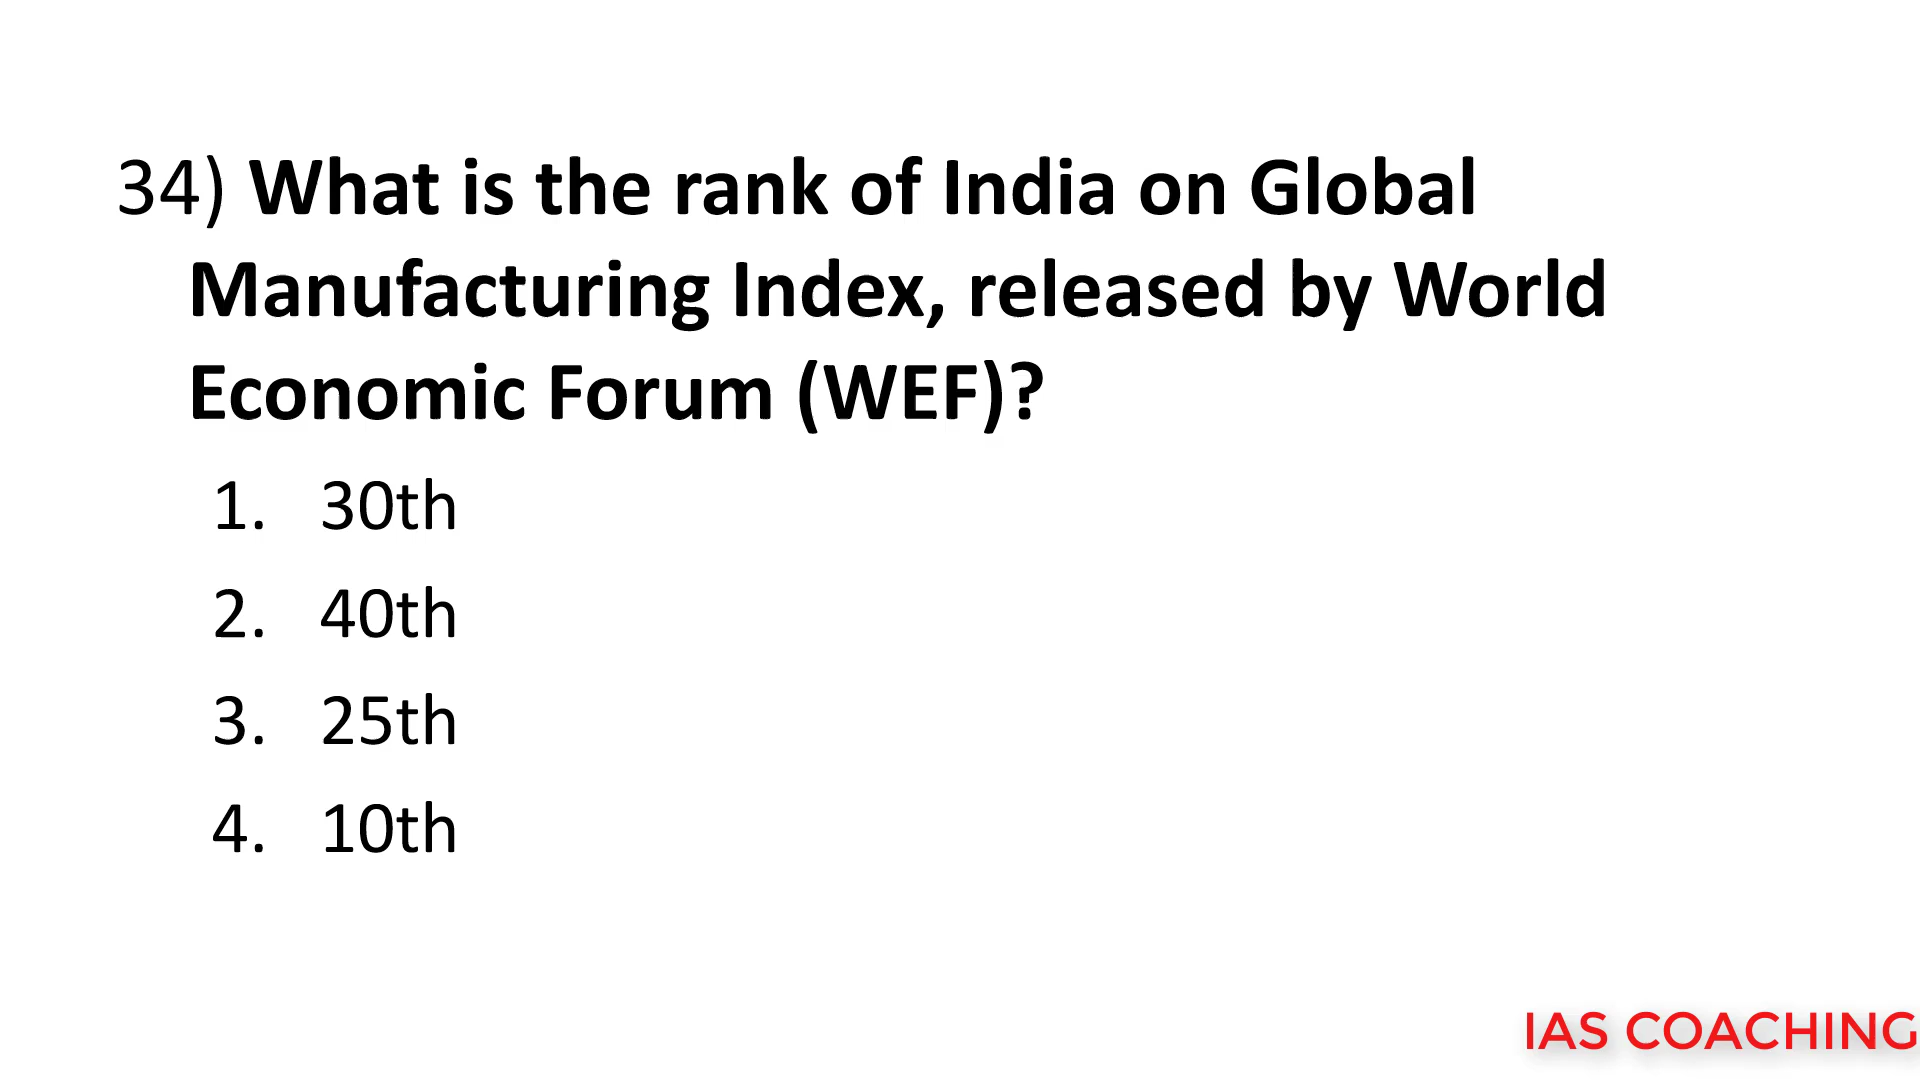 34) What is the rank of India on Global
Manufacturing Index, released by World
Economic Forum (WEF)?
1. 30th
2. 40th
3. 25th
4. 10th
IAS COACHING